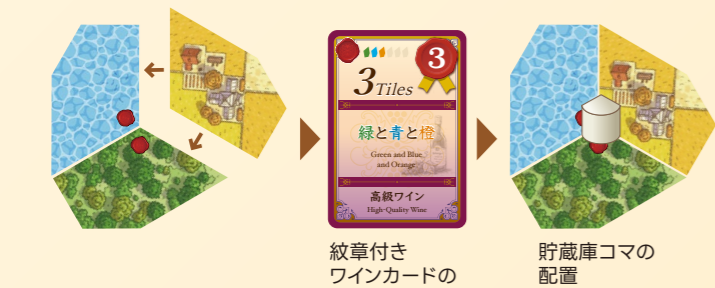 3
3Tiles
緑と青と橙
Green and Blue
and Orange
高級ワイン
High-Quality Wine
紋章付き
ワインカードの
貯蔵庫コマの
配置